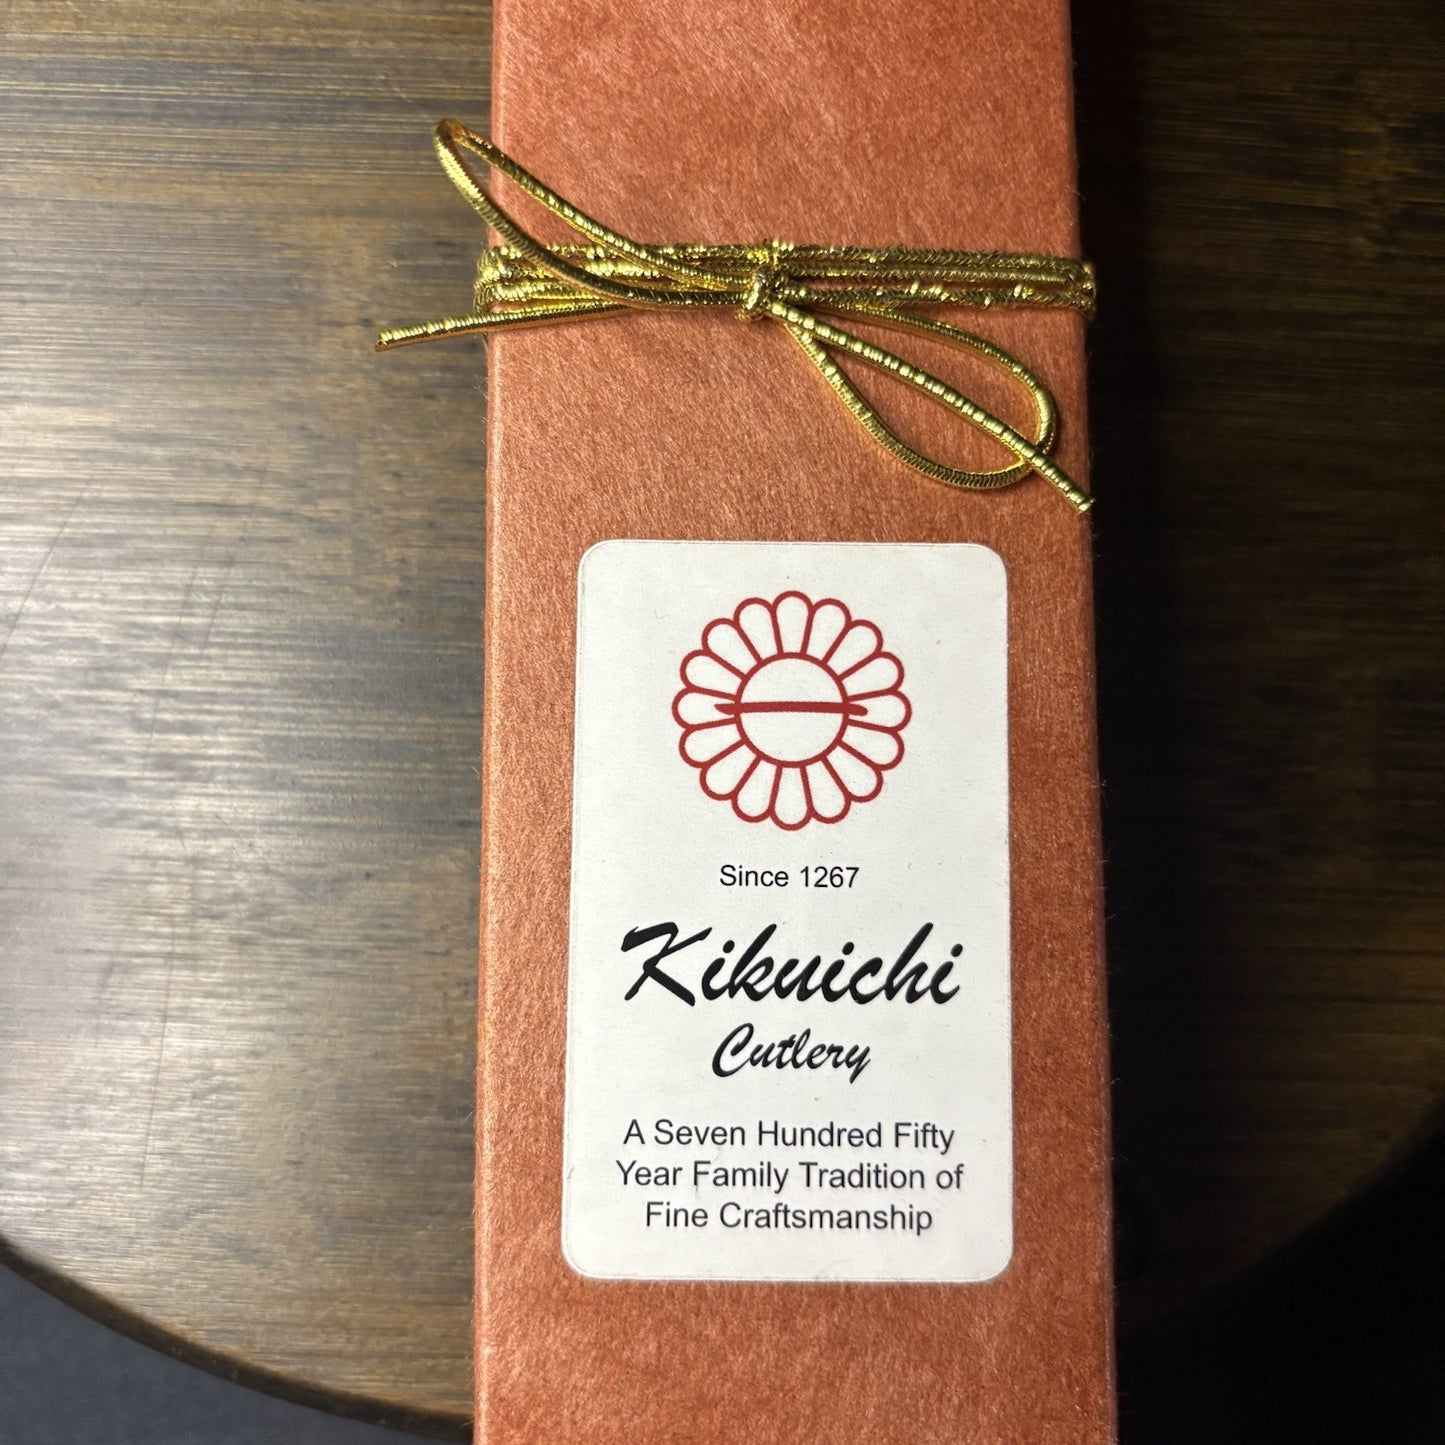 Since 1267
Kikuichi
Cutlery
A Seven Hundred Fifty
Year Family Tradition of
Fine Craftsmanship